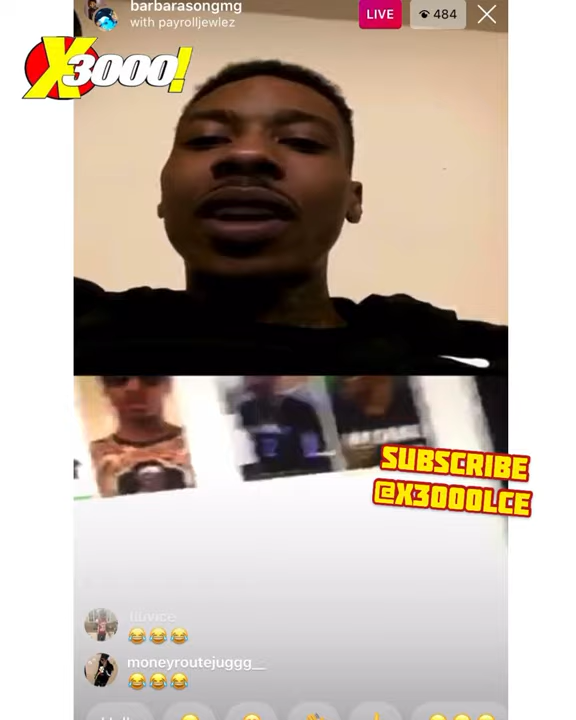 barbarasongmg
with payrolljewlez
LIVE
484
X3000!
SUBSCRIBE
@X3000LCE
😂😂😂
moneyroutejuggg__
😂😂😂